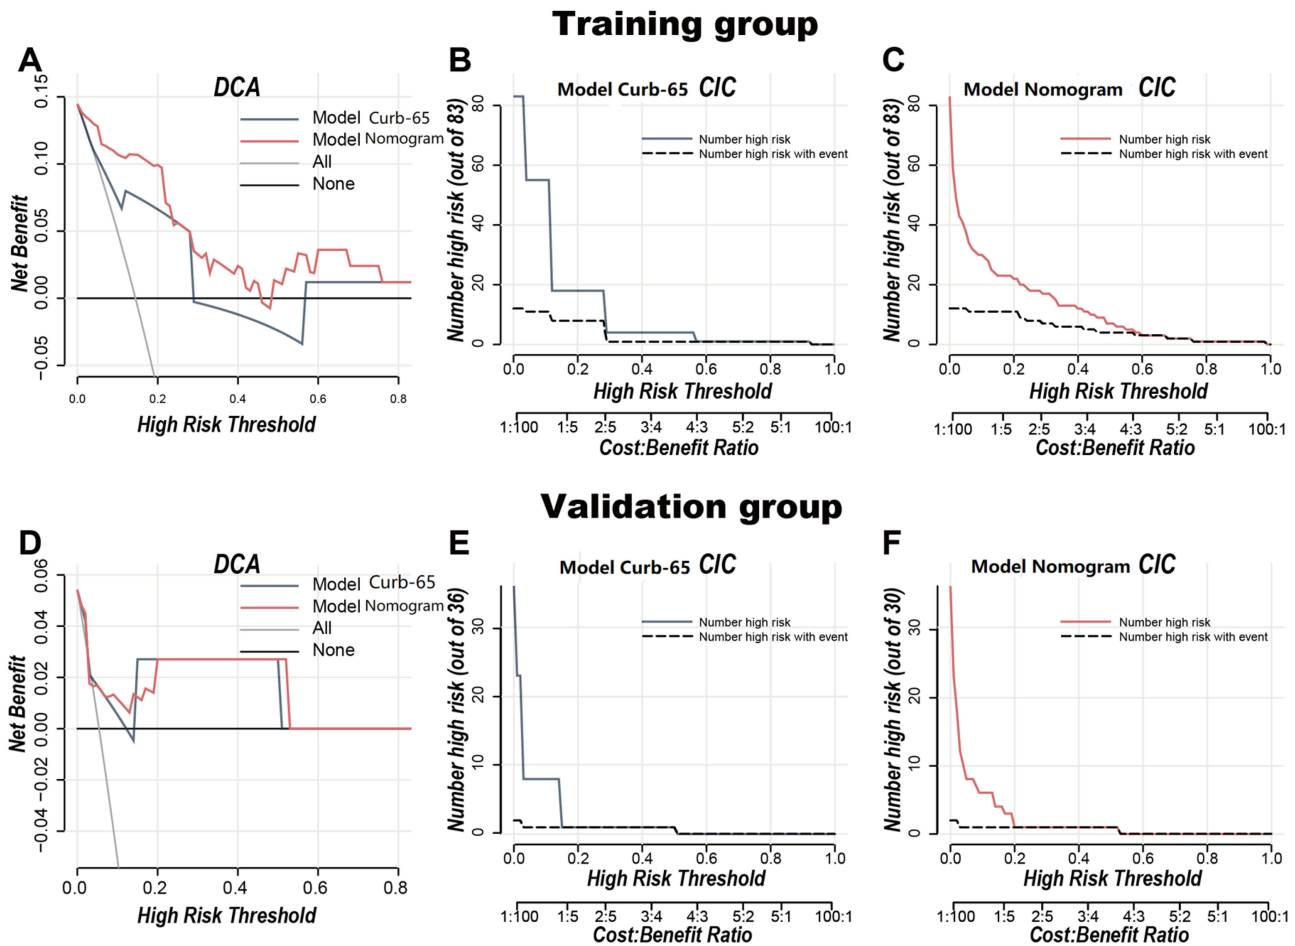 Training group
A
DCA
Model Curb-65
Model Nomogram
All
None
Net Benefit
0.15
0.10
0.05
0.00
−0.05
0.0 0.2 0.4 0.6 0.8
High Risk Threshold
B
Model Curb-65 CIC
Number high risk
Number high risk with event
Number high risk (out of 83)
80
60
40
20
0
0.0 0.2 0.4 0.6 0.8 1.0
High Risk Threshold
1:100 1:5 2:5 3:4 4:3 5:2 5:1 100:1
Cost:Benefit Ratio
C
Model Nomogram CIC
Number high risk
Number high risk with event
Number high risk (out of 83)
80
60
40
20
0
0.0 0.2 0.4 0.6 0.8 1.0
High Risk Threshold
1:100 1:5 2:5 3:4 4:3 5:2 5:1 100:1
Cost:Benefit Ratio
Validation group
D
DCA
Model Curb-65
Model Nomogram
All
None
Net Benefit
0.06
0.04
0.02
0.00
−0.02
−0.04
0.0 0.2 0.4 0.6 0.8
High Risk Threshold
E
Model Curb-65 CIC
Number high risk
Number high risk with event
Number high risk (out of 36)
30
20
10
0
0.0 0.2 0.4 0.6 0.8 1.0
High Risk Threshold
1:100 1:5 2:5 3:4 4:3 5:2 5:1 100:1
Cost:Benefit Ratio
F
Model Nomogram CIC
Number high risk
Number high risk with event
Number high risk (out of 30)
30
20
10
0
0.0 0.2 0.4 0.6 0.8 1.0
High Risk Threshold
1:100 1:5 2:5 3:4 4:3 5:2 5:1 100:1
Cost:Benefit Ratio